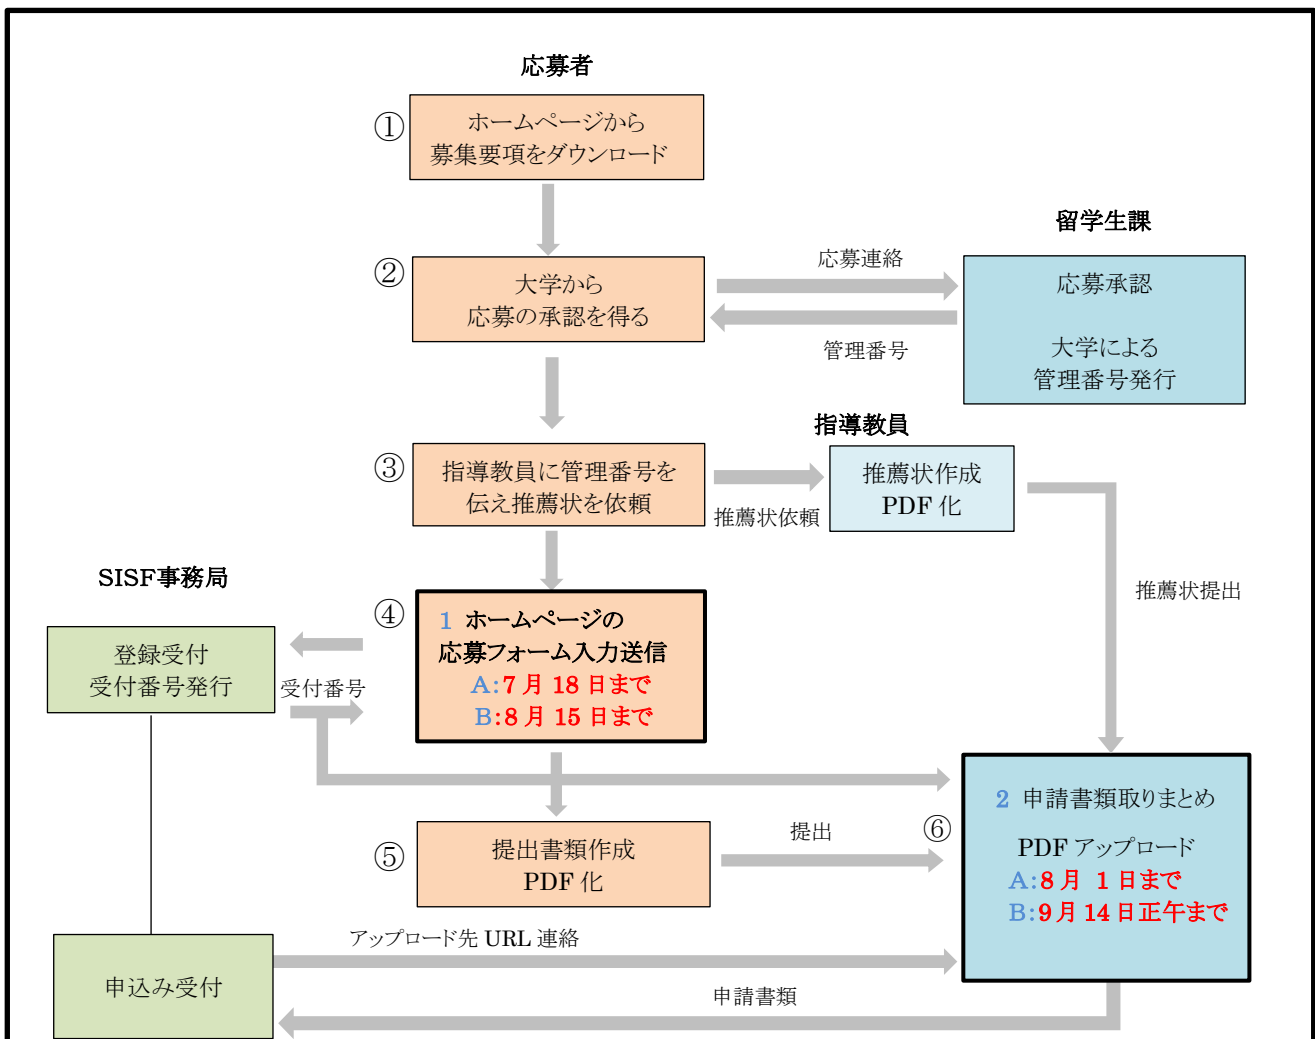 応募者
①
ホームページから
募集要項をダウンロード
留学生課
②
大学から
応募の承認を得る
応募連絡
管理番号
応募承認
大学による
管理番号発行
指導教員
③
指導教員に管理番号を
伝え推薦状を依頼
推薦状依頼
推薦状作成
PDF 化
推薦状提出
SISF事務局
④
1 ホームページの
応募フォーム入力送信
A:7 月 18 日まで
B:8 月 15 日まで
登録受付
受付番号発行
受付番号
⑤
提出書類作成
PDF 化
提出
⑥
2 申請書類取りまとめ
PDF アップロード
A:8 月 1 日まで
B:9 月 14 日正午まで
アップロード先 URL 連絡
申込み受付
申請書類